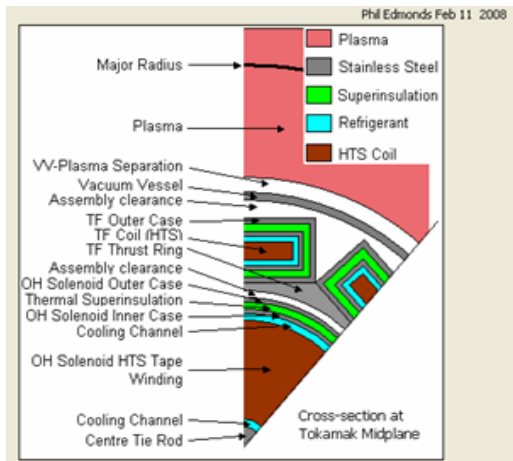 Phil Edmonds Feb 11 2008
Plasma
Stainless Steel
Superinsulation
Refrigerant
HTS Coil
Major Radius
Plasma
VV-Plasma Separation
Vacuum Vessel
Assembly clearance
TF Outer Case
TF Coil (HTS)
TF Thrust Ring
Assembly clearance
OH Solenoid Outer Case
Thermal Superinsulation
OH Solenoid Inner Case
Cooling Channel
OH Solenoid HTS Tape
Winding
Cooling Channel
Centre Tie Rod
Cross-section at
Tokamak Midplane